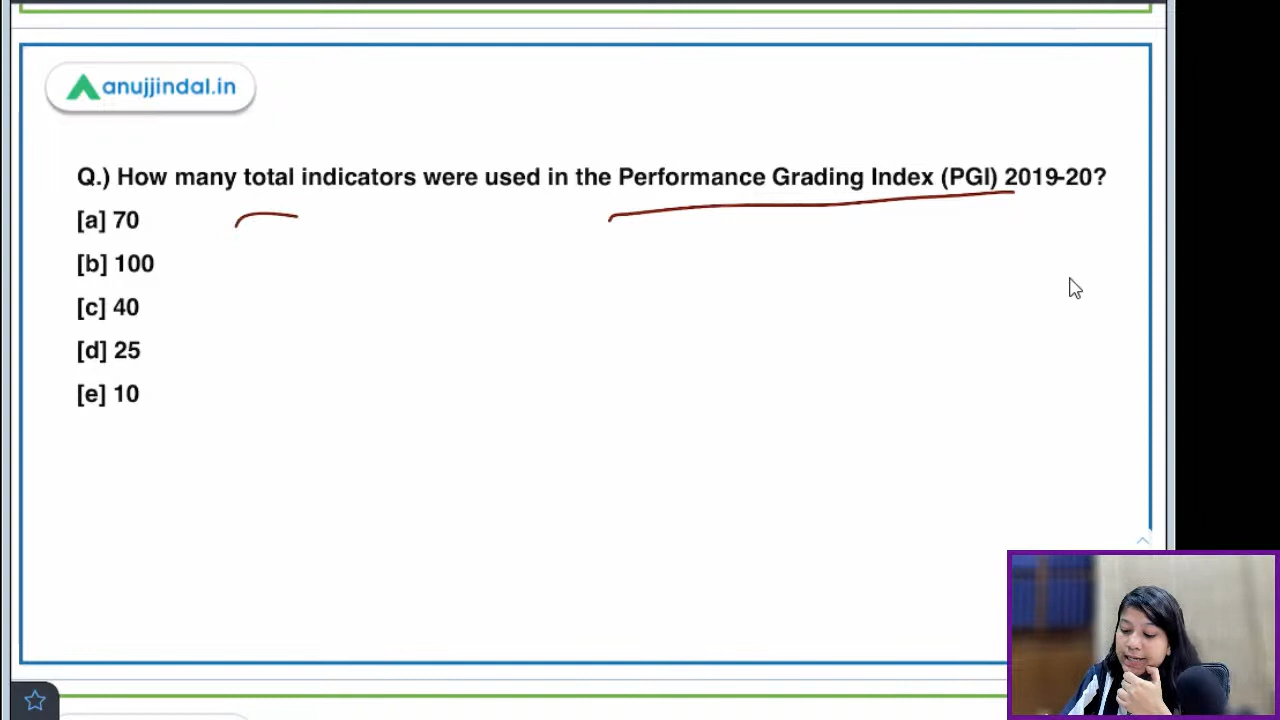 anujjindal.in
Q.) How many total indicators were used in the Performance Grading Index (PGI) 2019-20?
[a] 70
[b] 100
[c] 40
[d] 25
[e] 10